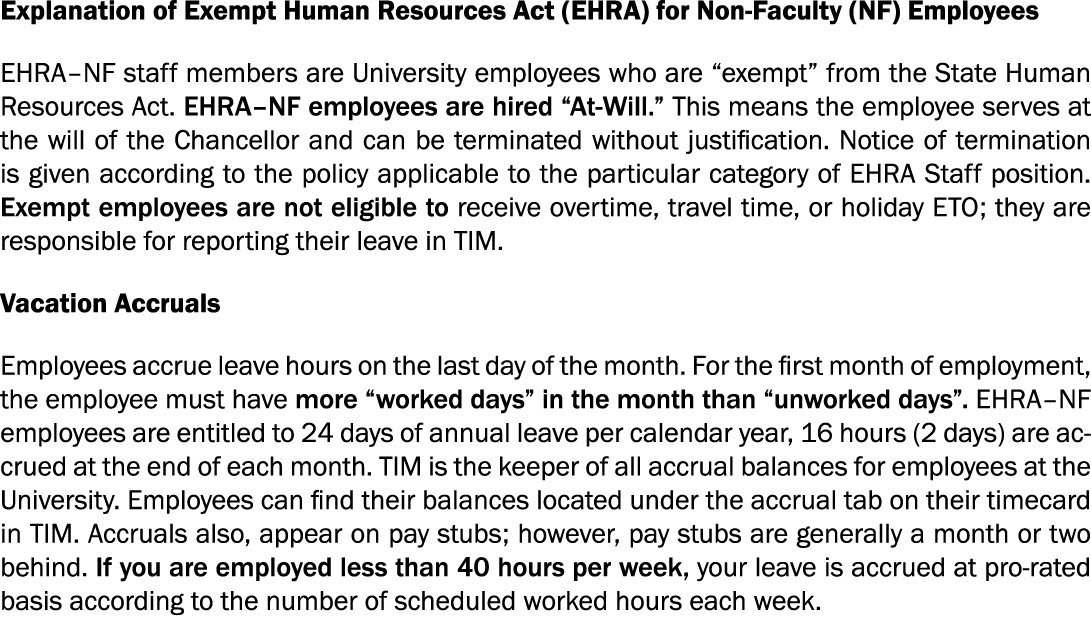 Explanation of Exempt Human Resources Act (EHRA) for Non-Faculty (NF) Employees
EHRA–NF staff members are University employees who are “exempt” from the State Human
Resources Act. EHRA–NF employees are hired “At-Will.” This means the employee serves at
the will of the Chancellor and can be terminated without justification. Notice of termination
is given according to the policy applicable to the particular category of EHRA Staff position.
Exempt employees are not eligible to receive overtime, travel time, or holiday ETO; they are
responsible for reporting their leave in TIM.
Vacation Accruals
Employees accrue leave hours on the last day of the month. For the first month of employment,
the employee must have more “worked days” in the month than “unworked days”. EHRA–NF
employees are entitled to 24 days of annual leave per calendar year, 16 hours (2 days) are ac-
crued at the end of each month. TIM is the keeper of all accrual balances for employees at the
University. Employees can find their balances located under the accrual tab on their timecard
in TIM. Accruals also, appear on pay stubs; however, pay stubs are generally a month or two
behind. If you are employed less than 40 hours per week, your leave is accrued at pro-rated
basis according to the number of scheduled worked hours each week.